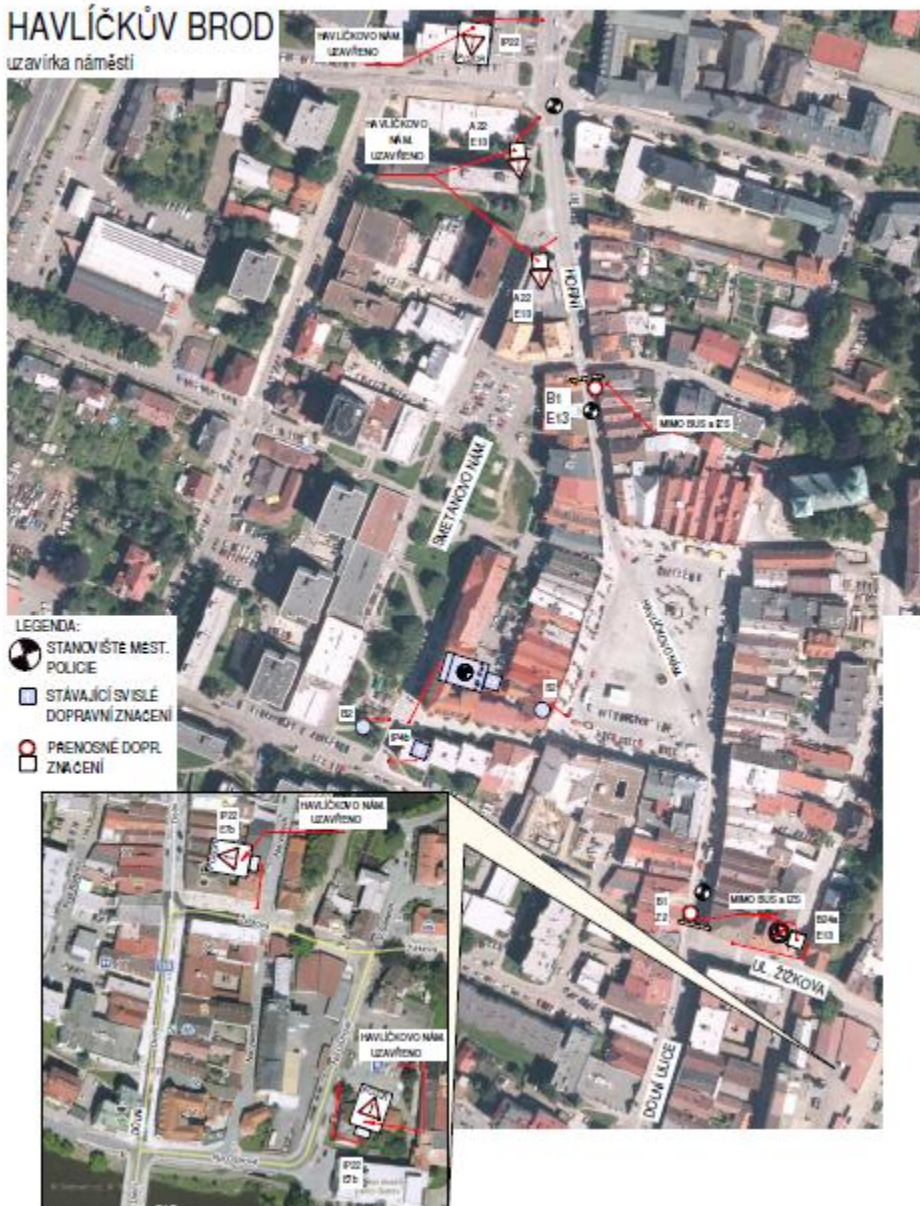 HAVLÍČKŮV BROD
uzavírka náměstí
HAVLÍČKOVO NÁM.
UZAVŘENO
IP22
HAVLÍČKOVO
NÁM.
UZAVŘENO
A22
E13
A22
E13
HORNÍ
B1
E13
MIMO BUS a IZS
SMETANOVO NÁM.
HAVLÍČKOVO NÁM.
LEGENDA:
STANOVIŠTĚ MĚST.
POLICIE
STÁVAJÍCÍ SVISLÉ
DOPRAVNÍ ZNAČENÍ
PŘENOSNÉ DOPR.
ZNAČENÍ
B2
IP4b
B2
B1
Z2
MIMO BUS a IZS
B24a
E13
UL. ŽIŽKOVA
DOLNÍ ULICE
IP22
E7b
HAVLÍČKOVO NÁM.
UZAVŘENO
Žižkova
Dolní
HAVLÍČKOVO NÁM.
UZAVŘENO
IP22
E7b